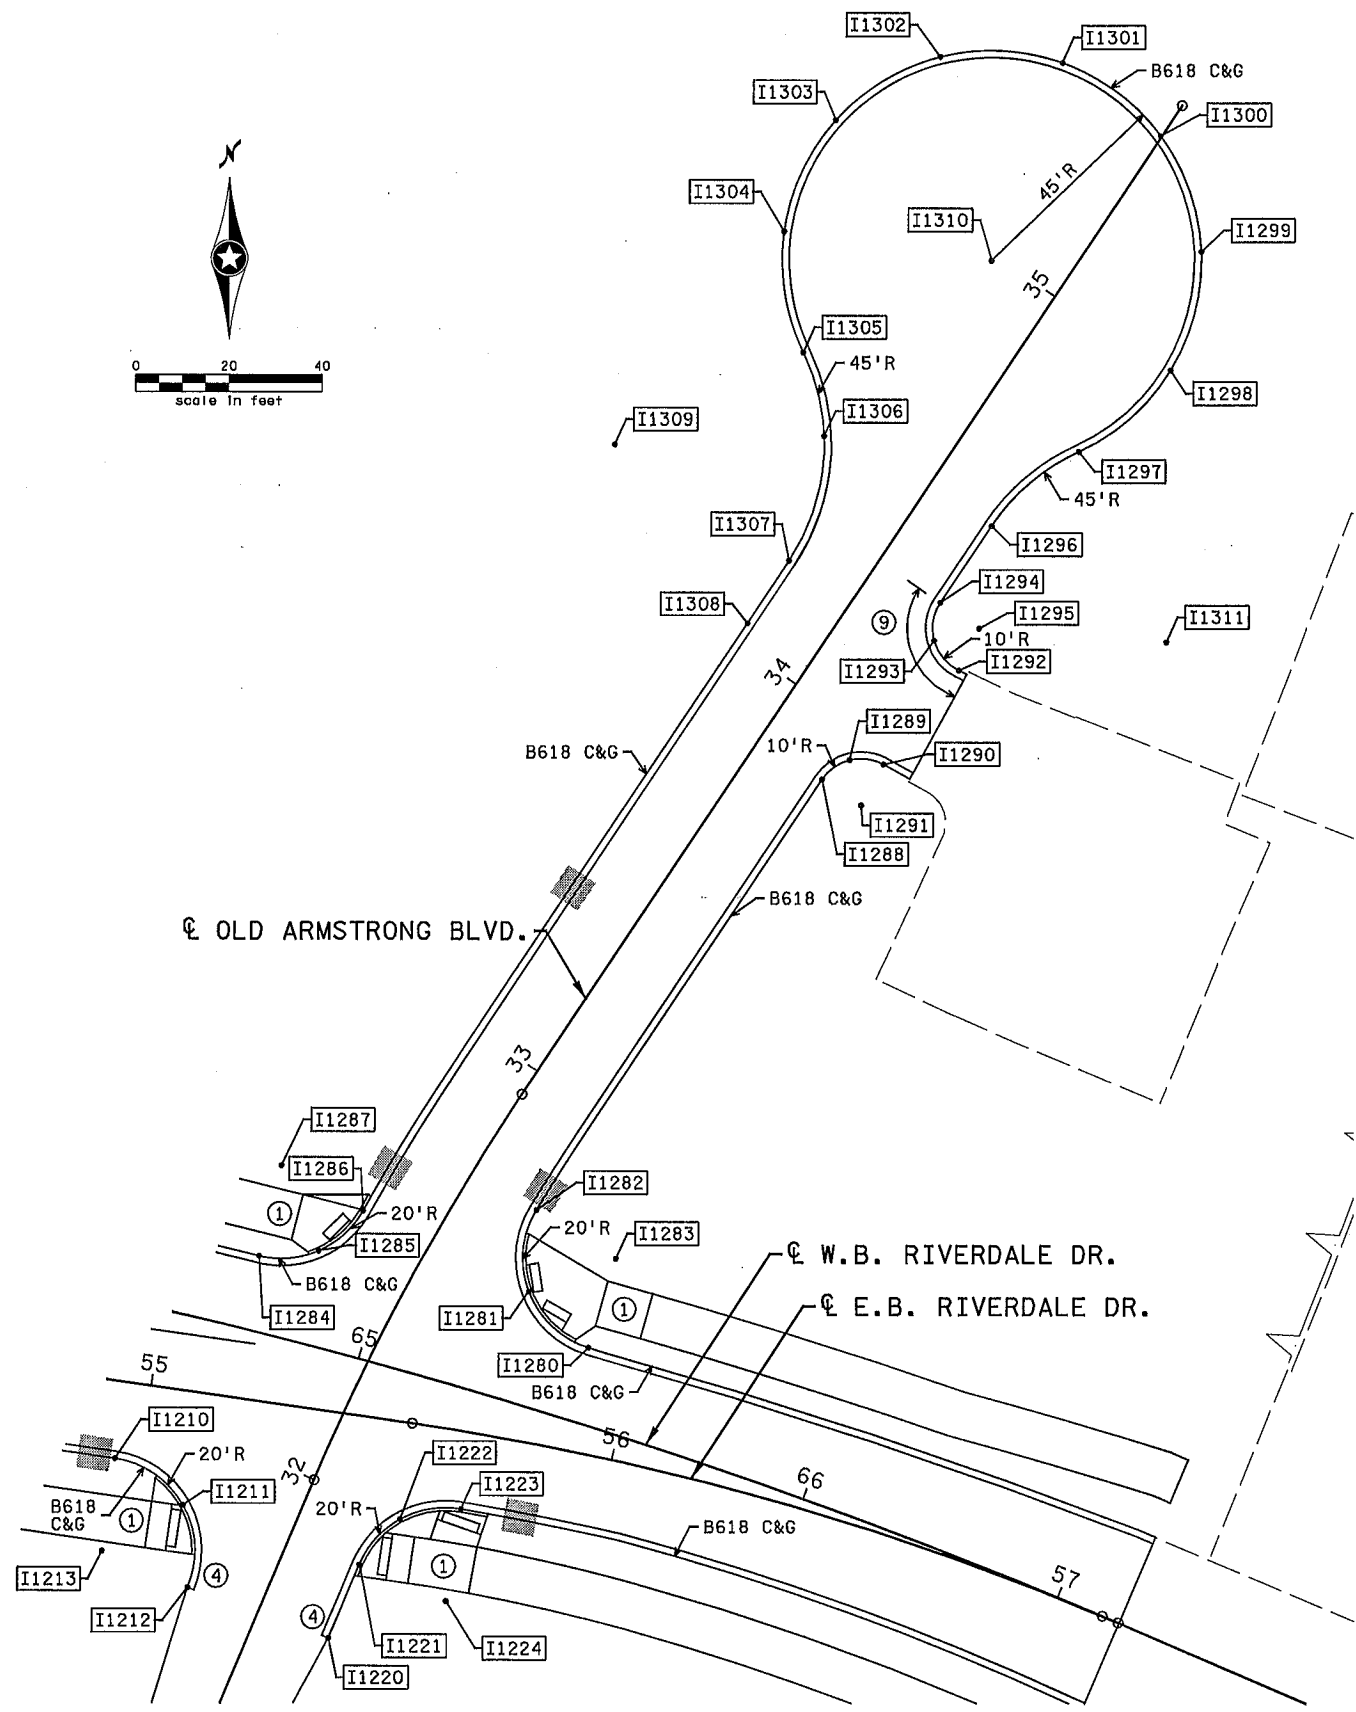 I1302
I1301
B618 C&G
I1303
I1300
N
45'R
I1304
I1310
I1299
35
I1305
0 20 40
scale in feet
45'R
I1298
I1306
I1309
I1297
45'R
I1307
I1296
I1294
I1308
9
I1295
I1311
10'R
I1292
I1293
34
I1289
10'R
B618 C&G
I1290
I1291
I1288
B618 C&G
℄ OLD ARMSTRONG BLVD.
33
I1287
I1286
I1282
1
20'R
I1285
20'R
I1283
℄ W.B. RIVERDALE DR.
B618 C&G
I1281
1
℄ E.B. RIVERDALE DR.
I1284
65
I1280
55
B618 C&G
I1210
I1222
56
20'R
32
I1223
66
I1211
B618
C&G
1
20'R
B618 C&G
I1213
4
1
57
I1212
4
I1221
I1224
I1220